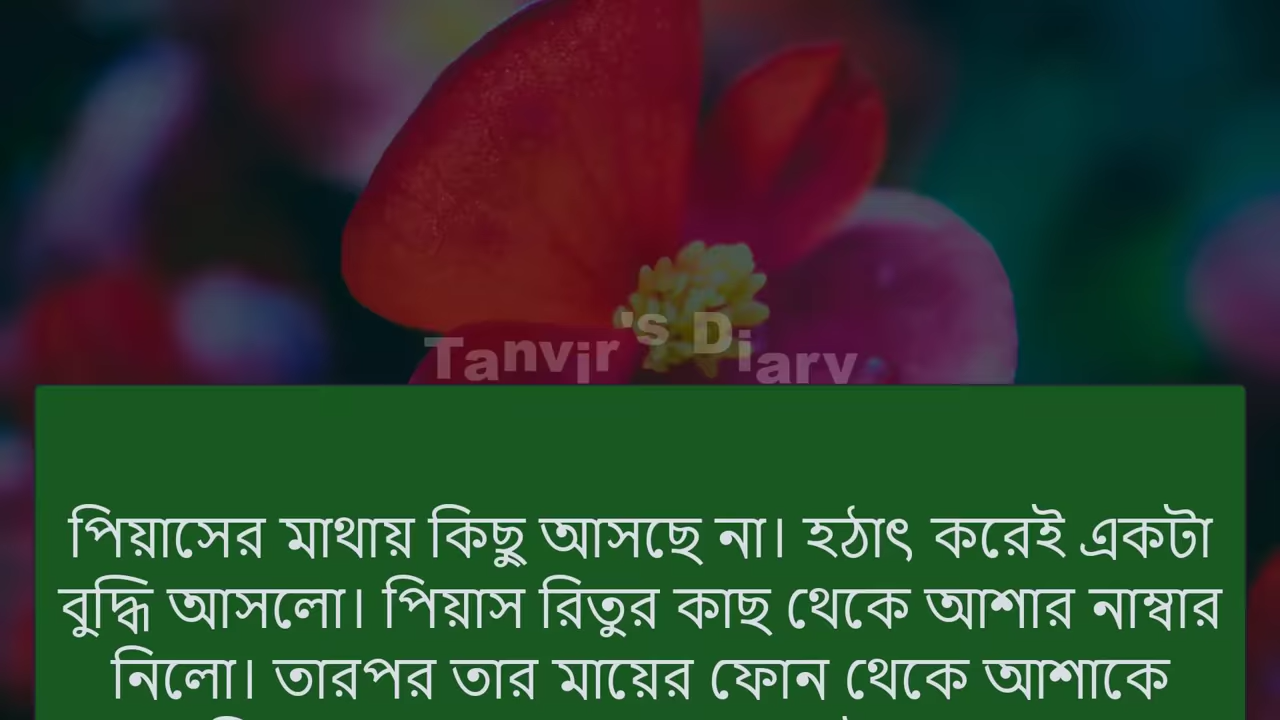 Tanvir's Diary
পিয়াসের মাথায় কিছু আসছে না। হঠাৎ করেই একটা
বুদ্ধি আসলো। পিয়াস রিতুর কাছ থেকে আশার নাম্বার
নিলো। তারপর তার মায়ের ফোন থেকে আশাকে